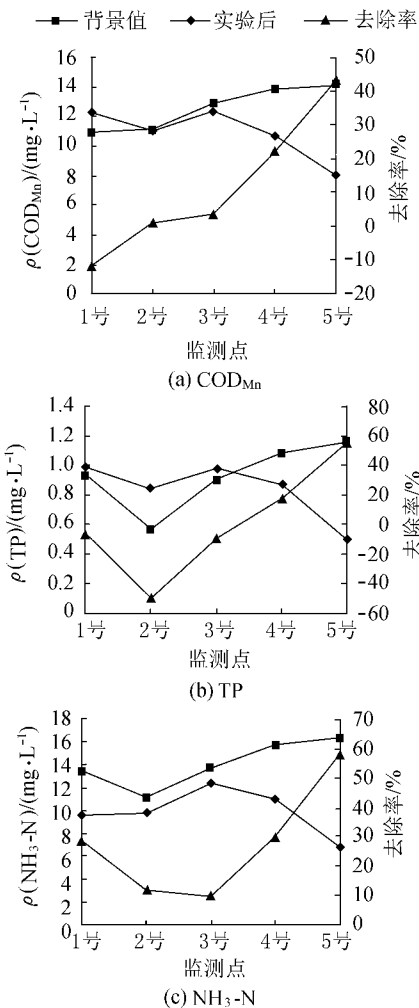 背景值 实验后 去除率
16 14 12 10 8 6 4 2 0
ρ(COD_Mn)/(mg·L⁻¹)
50 40 30 20 10 0 −10 −20
去除率/%
1号 2号 3号 4号 5号
监测点
(a) COD_Mn
1.4 1.2 1.0 0.8 0.6 0.4 0.2 0
ρ(TP)/(mg·L⁻¹)
80 60 40 20 0 −20 −40 −60
去除率/%
1号 2号 3号 4号 5号
监测点
(b) TP
18 16 14 12 10 8 6 4 2 0
ρ(NH₃-N)/(mg·L⁻¹)
70 60 50 40 30 20 10 0
去除率/%
1号 2号 3号 4号 5号
监测点
(c) NH₃-N